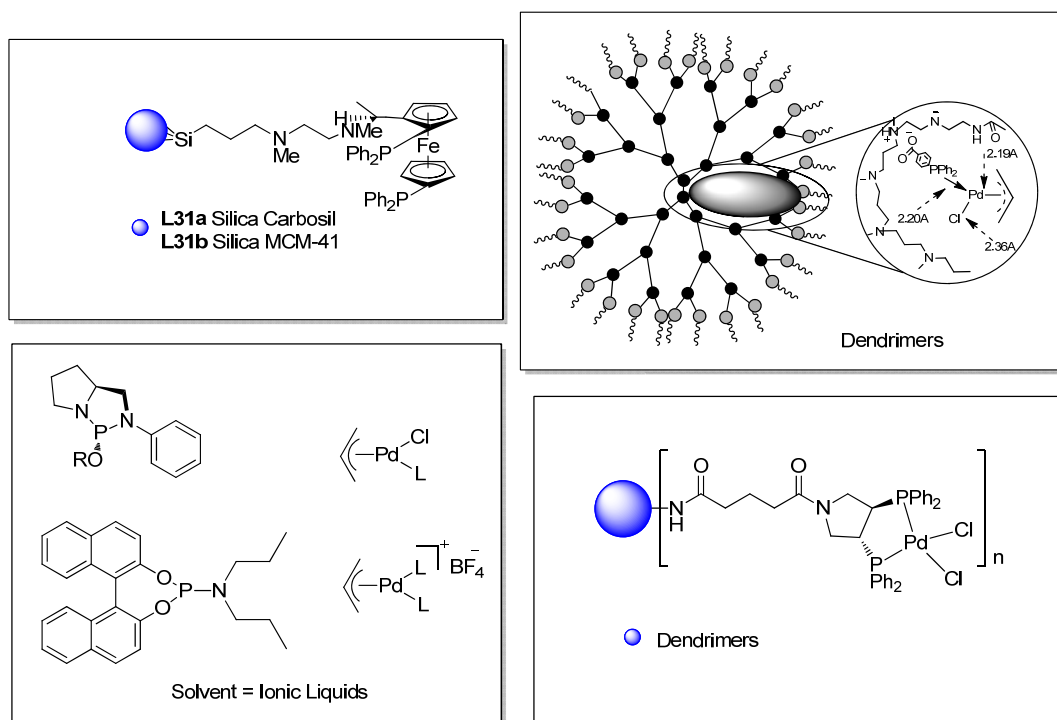 H
NMe
Si
N
Me
Fe
Ph2P
Ph2P
L31a Silica Carbosil
L31b Silica MCM-41
N
H+
N
NH
O
O
O
PPh2
2.19A
N
Pd
Cl
2.20A
2.36A
N
N
Dendrimers
N
N
P
RO
Cl
Pd
L
O
P
N
O
L
+
BF4-
Pd
L
Solvent = Ionic Liquids
O
O
N
H
N
PPh2
Pd
Cl
Cl
P
Ph2
n
Dendrimers